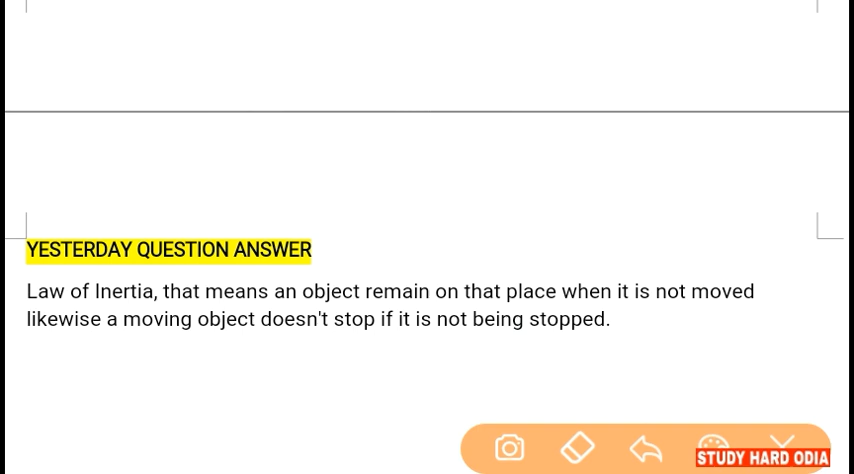 YESTERDAY QUESTION ANSWER
Law of Inertia, that means an object remain on that place when it is not moved
likewise a moving object doesn't stop if it is not being stopped.
STUDY HARD ODIA